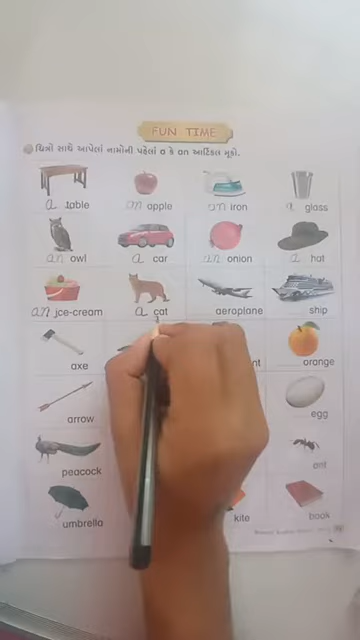 FUN TIME
ચિત્રો સાથે આપેલાં નામોની પહેલાં a કે an આર્ટિકલ મૂકો.
a table an apple an iron a glass
an owl a car an onion a hat
an ice-cream a cat aeroplane ship
axe nt orange
arrow egg
peacock ant
umbrella kite book